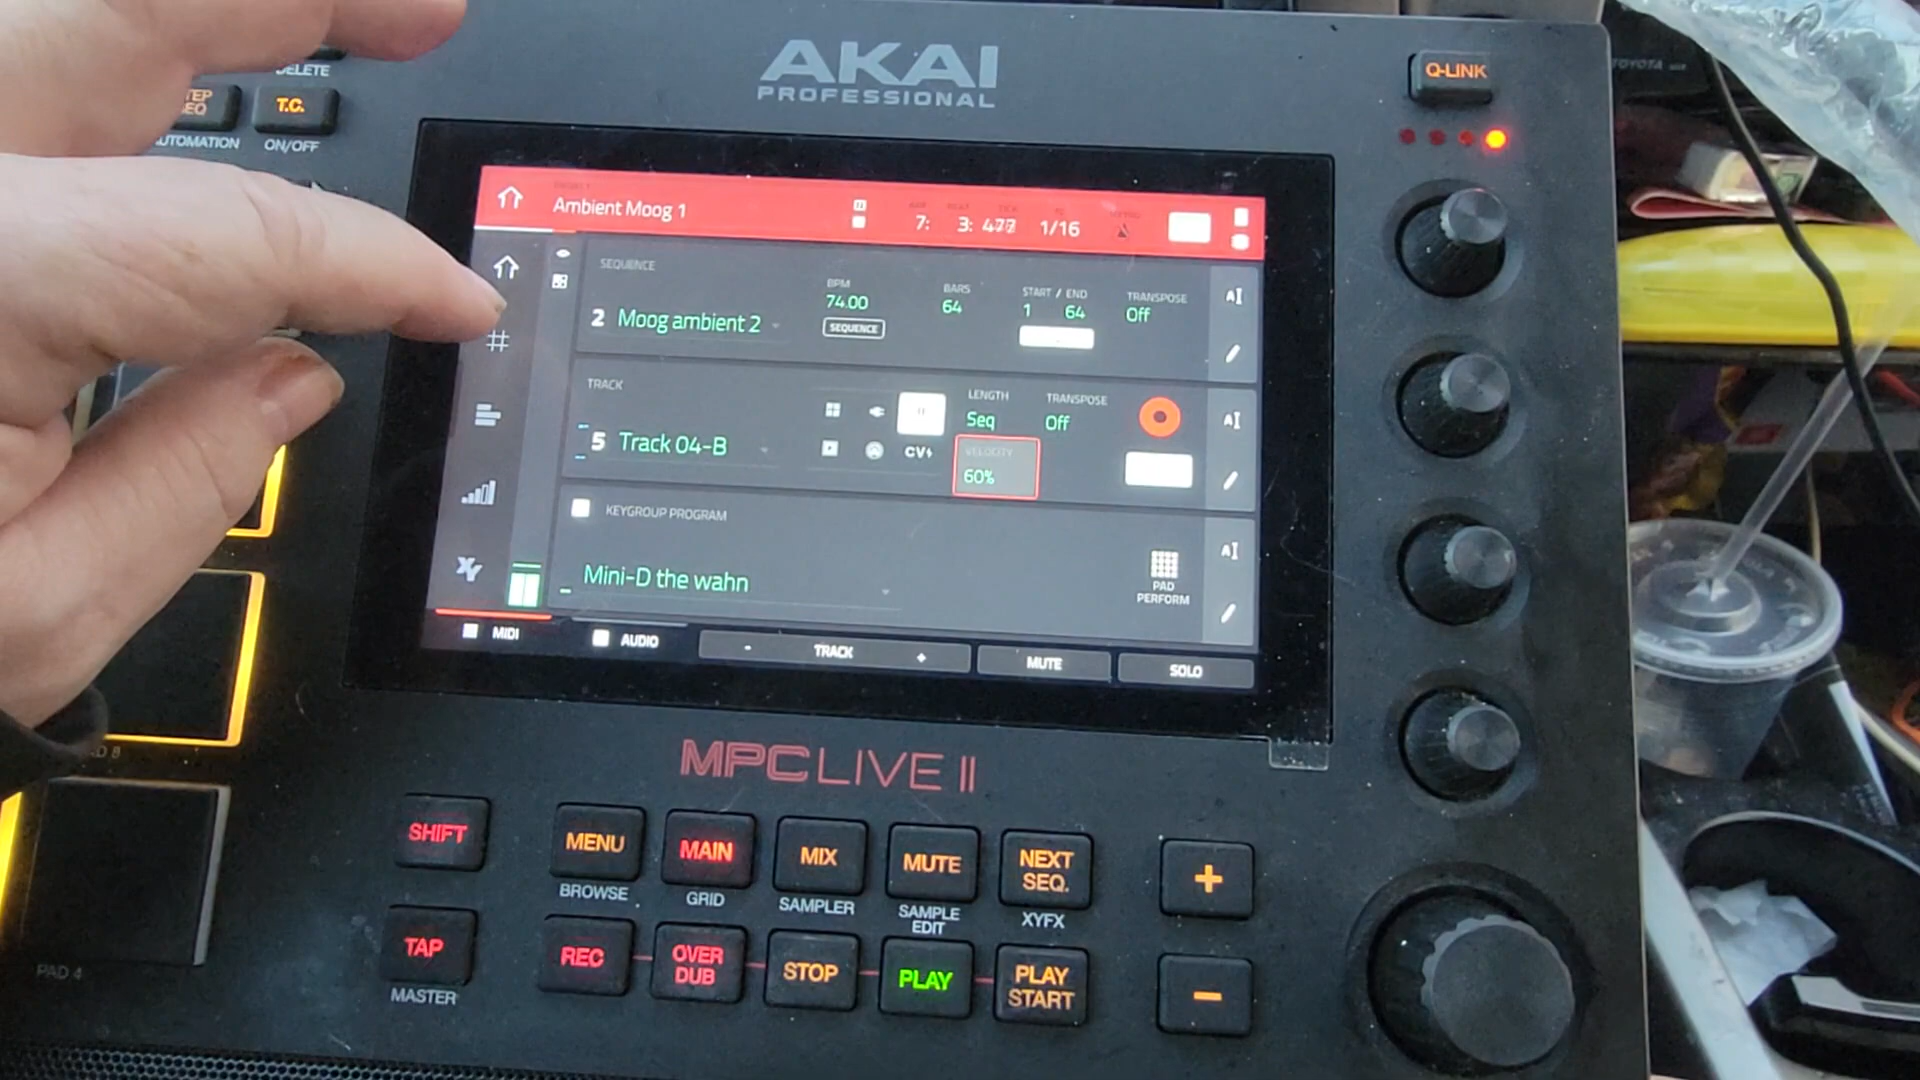 DELETE
T.C.
ON/OFF
AKAI
PROFESSIONAL
Q-LINK
TOYOTA
Ambient Moog 1
7: 3: 1/16
SEQUENCE
2 Moog ambient 2
BPM
74.00
SEQUENCE
BARS
64
START / END
1 64
TRANSPOSE
Off
TRACK
5 Track 04-B
CV
LENGTH
Seq
TRANSPOSE
Off
VELOCITY
60%
KEYGROUP PROGRAM
Mini-D the wahn
PAD
PERFORM
MIDI
AUDIO
- TRACK +
MUTE
SOLO
MPC LIVE II
SHIFT
MENU
MAIN
MIX
MUTE
NEXT
SEQ.
+
BROWSE
GRID
SAMPLER
SAMPLE
EDIT
XYFX
TAP
REC
OVER
DUB
STOP
PLAY
PLAY
START
-
MASTER
PAD 4